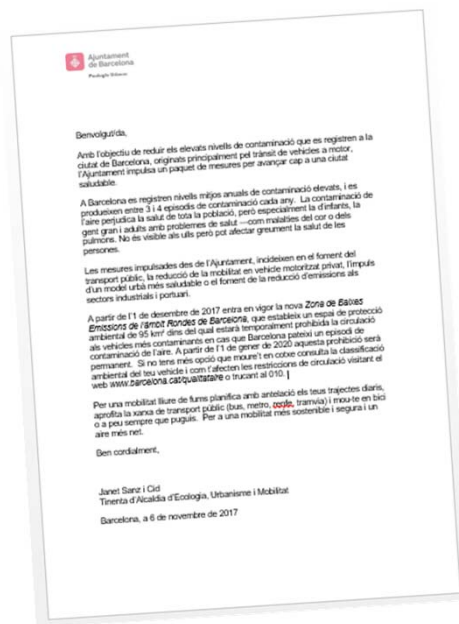 Ajuntament
de Barcelona
Benvolgut/da,
Amb l'objectiu de reduir els elevats nivells de contaminació que es registren a la
ciutat de Barcelona, originats principalment pel trànsit de vehicles a motor,
l'Ajuntament impulsa un paquet de mesures per avançar cap a una ciutat
saludable.
A Barcelona es registren nivells mitjos anuals de contaminació elevats, i es
produeixen entre 3 i 4 episodis de contaminació cada any. La contaminació de
l'aire perjudica la salut de tota la població, però especialment la d'infants, la
gent gran i adults amb problemes de salut —com malalties del cor o dels
pulmons. No és visible als ulls però pot afectar greument la salut de les
persones.
Les mesures impulsades des de l'Ajuntament, incideixen en el foment del
transport públic, la reducció de la mobilitat en vehicle motoritzat privat, l'impuls
d'un model urbà més saludable o el foment de la reducció d'emissions als
sectors industrials i portuari.
A partir de l'1 de desembre de 2017 entra en vigor la nova Zona de Baixes
Emissions de l'àmbit Rondes de Barcelona, que estableix un espai de protecció
ambiental de 95 km² dins del qual estarà temporalment prohibida la circulació
als vehicles més contaminants en cas que Barcelona pateixi un episodi de
contaminació de l'aire. A partir de l'1 de gener de 2020 aquesta prohibició serà
permanent. Si no tens més opció que moure't en cotxe consulta la classificació
ambiental del teu vehicle i com t'afecten les restriccions de circulació visitant el
web www.barcelona.cat/qualitataire o trucant al 010.
Per una mobilitat lliure de fums planifica amb antelació els teus trajectes diaris,
aprofita la xarxa de transport públic (bus, metro, tramvia) i mou-te en bici
o a peu sempre que puguis. Per a una mobilitat més sostenible i segura i un
aire més net.
Ben cordialment,
Janet Sanz i Cid
Tinenta d'Alcaldia d'Ecologia, Urbanisme i Mobilitat
Barcelona, a 6 de novembre de 2017